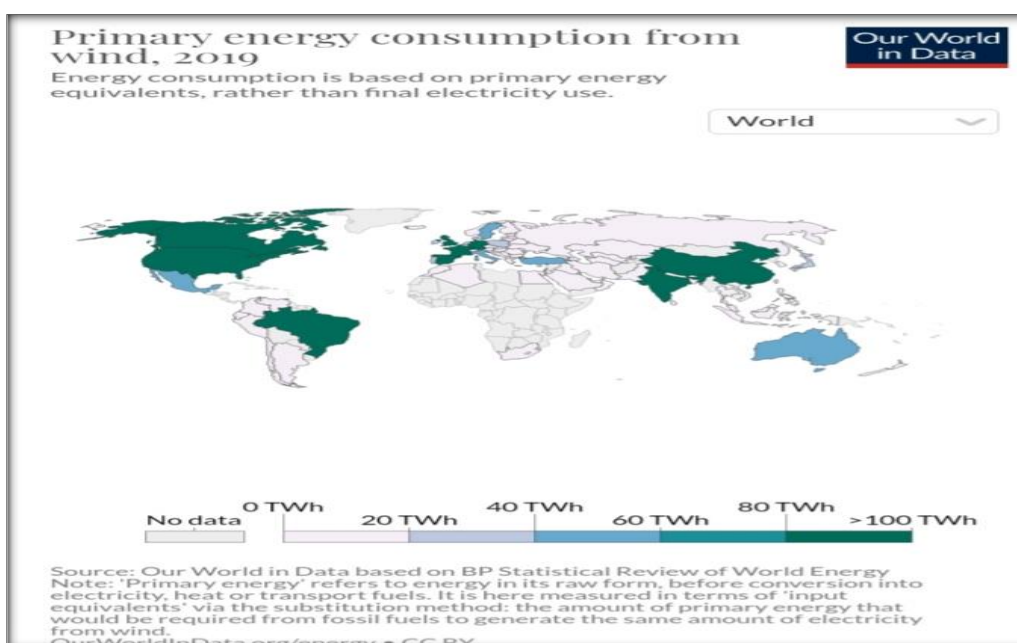 Primary energy consumption from
wind, 2019
Our World
in Data
Energy consumption is based on primary energy
equivalents, rather than final electricity use.
World
No data
0 TWh
20 TWh
40 TWh
60 TWh
80 TWh
>100 TWh
Source: Our World in Data based on BP Statistical Review of World Energy
Note: 'Primary energy' refers to energy in its raw form, before conversion into
electricity, heat or transport fuels. It is here measured in terms of 'input
equivalents' via the substitution method: the amount of primary energy that
would be required from fossil fuels to generate the same amount of electricity
from wind.
OurWorldInData.org/energy • CC BY